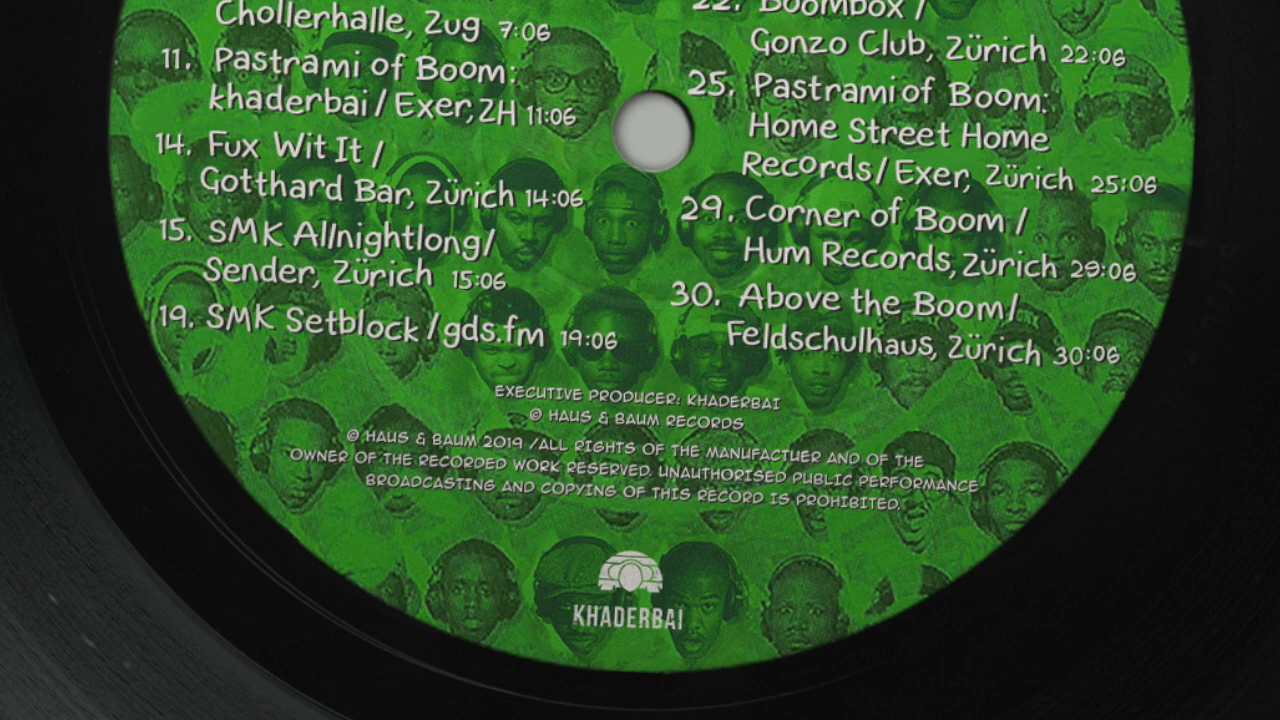 Chollerhalle, Zug 7:06
11. Pastrami of Boom:
khaderbai / Exer, ZH 11:06
14. Fux Wit It /
Gotthard Bar, Zürich 14:06
15. SMK Allnightlong/
Sender, Zürich 15:06
19. SMK Setblock / gds.fm 19:06
22. Boombox /
Gonzo Club, Zürich 22:06
25. Pastrami of Boom:
Home Street Home
Records / Exer, Zürich 25:06
29. Corner of Boom /
Hum Records, Zürich 29:06
30. Above the Boom/
Feldschulhaus, Zürich 30:06
EXECUTIVE PRODUCER: KHADERBAI
© HAUS & BAUM RECORDS
© HAUS & BAUM 2019 /ALL RIGHTS OF THE MANUFACTUER AND OF THE
OWNER OF THE RECORDED WORK RESERVED. UNAUTHORISED PUBLIC PERFORMANCE
BROADCASTING AND COPYING OF THIS RECORD IS PROHIBITED.
KHADERBAI